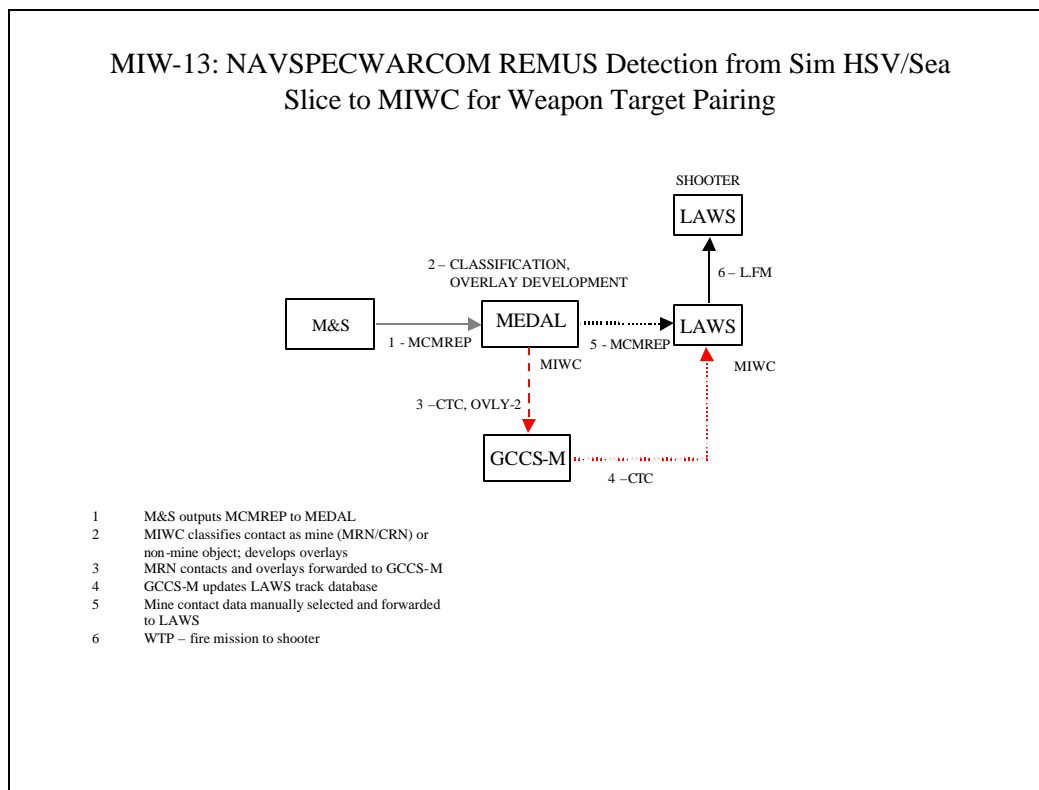 MIW-13: NAVSPECWARCOM REMUS Detection from Sim HSV/Sea
Slice to MIWC for Weapon Target Pairing
SHOOTER
LAWS
6 – L.FM
2 – CLASSIFICATION,
OVERLAY DEVELOPMENT
M&S
1 - MCMREP
MEDAL
5 - MCMREP
LAWS
MIWC
MIWC
3 –CTC, OVLY-2
GCCS-M
4 –CTC
1 M&S outputs MCMREP to MEDAL
2 MIWC classifies contact as mine (MRN/CRN) or
non-mine object; develops overlays
3 MRN contacts and overlays forwarded to GCCS-M
4 GCCS-M updates LAWS track database
5 Mine contact data manually selected and forwarded
to LAWS
6 WTP – fire mission to shooter